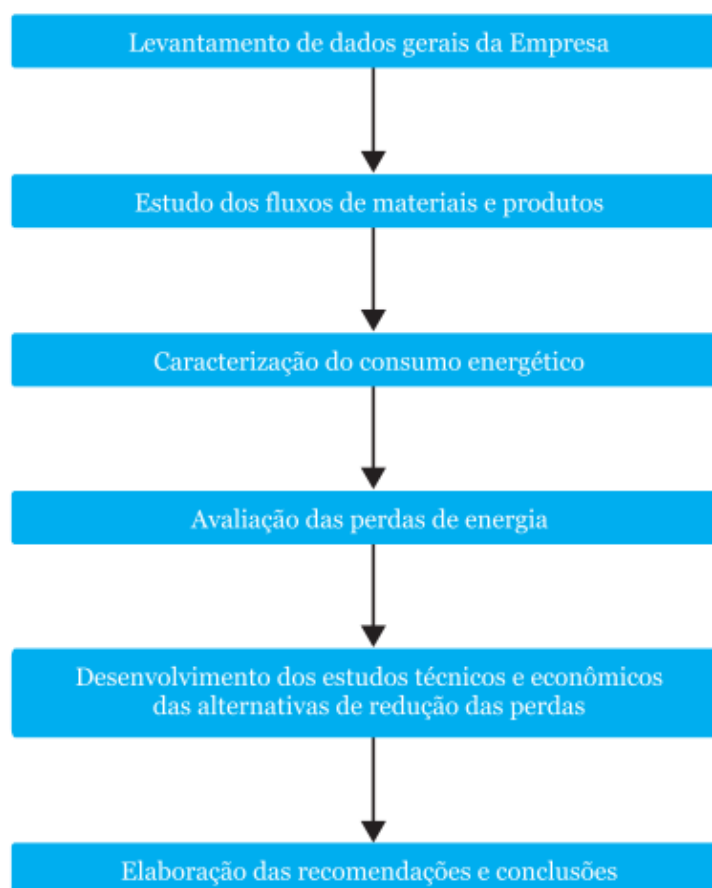 Levantamento de dados gerais da Empresa
Estudo dos fluxos de materiais e produtos
Caracterização do consumo energético
Avaliação das perdas de energia
Desenvolvimento dos estudos técnicos e econômicos
das alternativas de redução das perdas
Elaboração das recomendações e conclusões